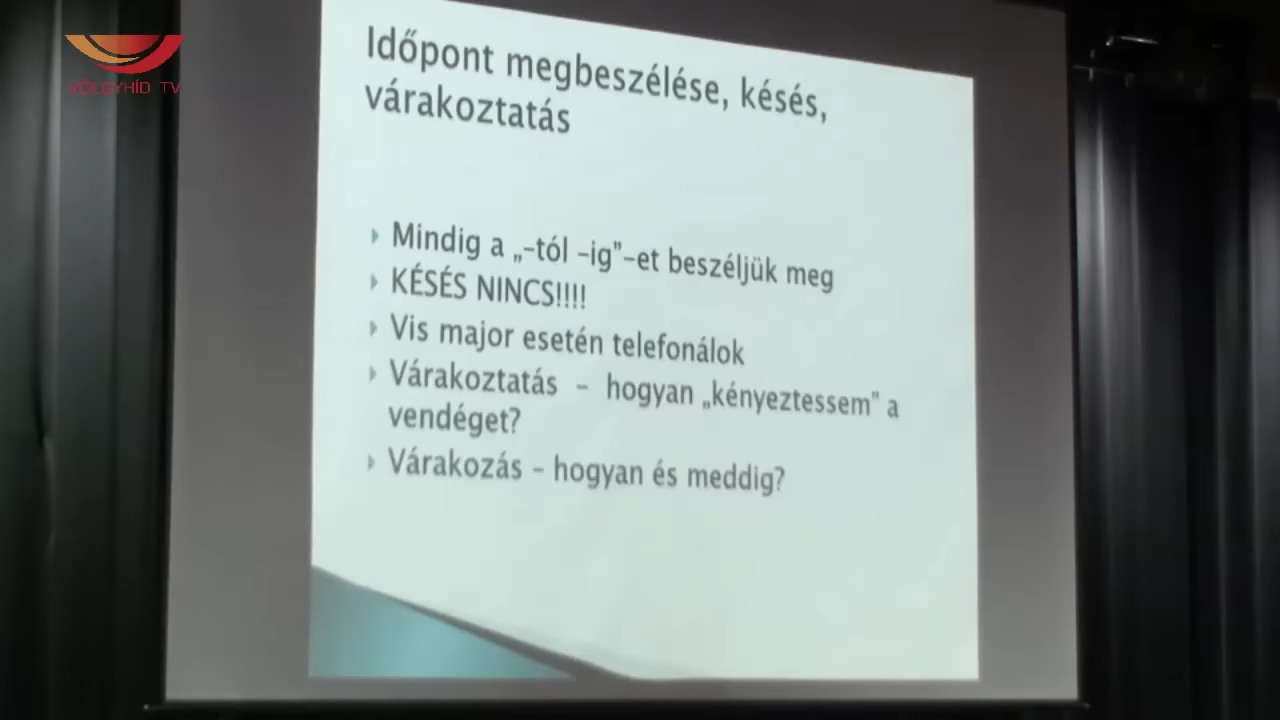 VÖLGYHÍD TV
Időpont megbeszélése, késés,
várakoztatás
Mindig a „-tól -ig”-et beszéljük meg
KÉSÉS NINCS!!!!
Vis major esetén telefonálok
Várakoztatás - hogyan „kényeztessem” a
vendéget?
Várakozás - hogyan és meddig?